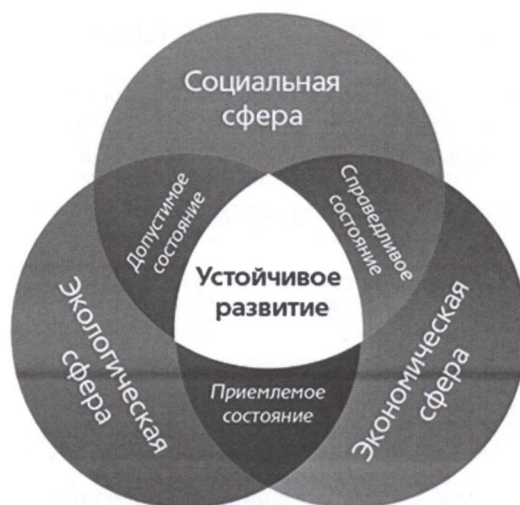 Социальная
сфера
Допустимое
состояние
Справедливое
состояние
Устойчивое
развитие
Экологическая
сфера
Экономическая
сфера
Приемлемое
состояние